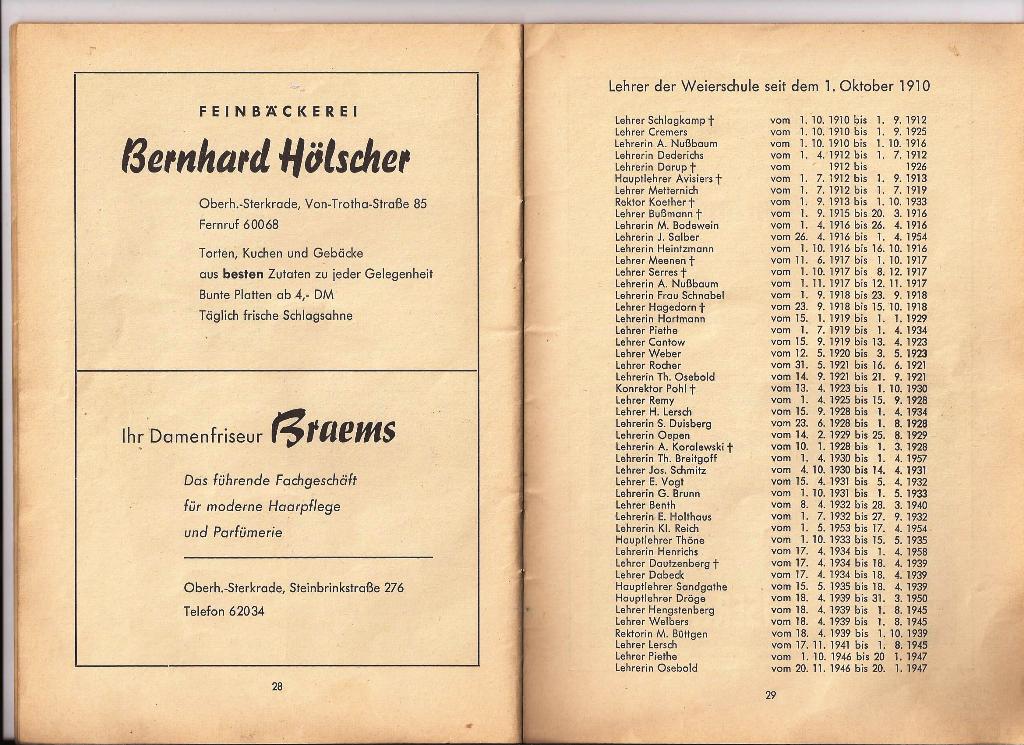 FEINBÄCKEREI
Bernhard Hölscher
Oberh.-Sterkrade, Von-Trotha-Straße 85
Fernruf 60068
Torten, Kuchen und Gebäcke
aus besten Zutaten zu jeder Gelegenheit
Bunte Platten ab 4,- DM
Täglich frische Schlagsahne
Ihr Damenfriseur Braems
Das führende Fachgeschäft
für moderne Haarpflege
und Parfümerie
Oberh.-Sterkrade, Steinbrinkstraße 276
Telefon 62034
28
Lehrer der Weierschule seit dem 1. Oktober 1910
Lehrer Schlagkamp † vom 1. 10. 1910 bis 1. 9. 1912
Lehrer Cremers vom 1. 10. 1910 bis 1. 9. 1925
Lehrerin A. Nußbaum vom 1. 10. 1910 bis 1. 10. 1916
Lehrer Dederichs vom 1. 4. 1912 bis 1. 7. 1912
Lehrerin Darup † vom 1912 bis 1926
Hauptlehrer Avisiers † vom 1. 7. 1912 bis 1. 9. 1913
Lehrer Metternich vom 1. 7. 1912 bis 1. 7. 1919
Rektor Koether † vom 1. 9. 1913 bis 1. 10. 1933
Lehrer Bußmann † vom 1. 9. 1915 bis 20. 3. 1916
Lehrerin M. Bodewein vom 1. 4. 1916 bis 26. 4. 1916
Lehrerin J. Salber vom 26. 4. 1916 bis 1. 4. 1954
Lehrerin Heintzmann vom 1. 10. 1916 bis 16. 10. 1916
Lehrer Meenen † vom 11. 6. 1917 bis 1. 10. 1917
Lehrer Serres † vom 1. 10. 1917 bis 8. 12. 1917
Lehrerin A. Nußbaum vom 1. 11. 1917 bis 12. 11. 1917
Lehrerin Frau Schnabel vom 1. 9. 1918 bis 23. 9. 1918
Lehrer Hagedorn † vom 23. 9. 1918 bis 15. 10. 1918
Lehrerin Hortmann vom 15. 1. 1919 bis 1. 1. 1929
Lehrer Piethe vom 1. 7. 1919 bis 1. 4. 1934
Lehrer Cantow vom 15. 9. 1919 bis 13. 4. 1923
Lehrer Weber vom 12. 5. 1920 bis 3. 5. 1923
Lehrer Rocher vom 31. 5. 1921 bis 16. 6. 1921
Lehrerin Th. Osebold vom 14. 9. 1921 bis 21. 9. 1921
Konrektor Pohl † vom 13. 4. 1923 bis 1. 10. 1930
Lehrer Remy vom 1. 4. 1925 bis 15. 9. 1928
Lehrer H. Lersch vom 15. 9. 1928 bis 1. 4. 1934
Lehrerin S. Duisberg vom 23. 6. 1928 bis 1. 8. 1928
Lehrerin Oepen vom 14. 2. 1929 bis 25. 8. 1929
Lehrerin A. Koralewski † vom 10. 1. 1928 bis 1. 3. 1928
Lehrerin Th. Breitgoff vom 1. 4. 1930 bis 1. 4. 1957
Lehrer Jos. Schmitz vom 4. 10. 1930 bis 14. 4. 1931
Lehrer E. Vogt vom 15. 4. 1931 bis 5. 4. 1932
Lehrerin G. Brunn vom 1. 10. 1931 bis 1. 5. 1933
Lehrer Benth vom 8. 4. 1932 bis 28. 3. 1940
Lehrerin E. Holthaus vom 1. 7. 1932 bis 27. 9. 1932
Lehrerin Kl. Reich vom 1. 5. 1953 bis 17. 4. 1954
Hauptlehrer Thöne vom 1. 10. 1933 bis 15. 5. 1935
Lehrerin Henrichs vom 17. 4. 1934 bis 1. 4. 1958
Lehrer Dautzenberg † vom 17. 4. 1934 bis 18. 4. 1939
Lehrer Dabeck vom 17. 4. 1934 bis 18. 4. 1939
Hauptlehrer Sandgathe vom 15. 5. 1935 bis 18. 4. 1939
Hauptlehrer Dräge vom 18. 4. 1939 bis 31. 3. 1950
Lehrer Hengstenberg vom 18. 4. 1939 bis 1. 8. 1945
Lehrer Welbers vom 18. 4. 1939 bis 1. 8. 1945
Rektorin M. Büttgen vom 18. 4. 1939 bis 1. 10. 1939
Lehrer Lersch vom 17. 11. 1941 bis 1. 8. 1945
Lehrer Piethe vom 1. 10. 1946 bis 20 1. 1947
Lehrerin Osebold vom 20. 11. 1946 bis 20. 1. 1947
29